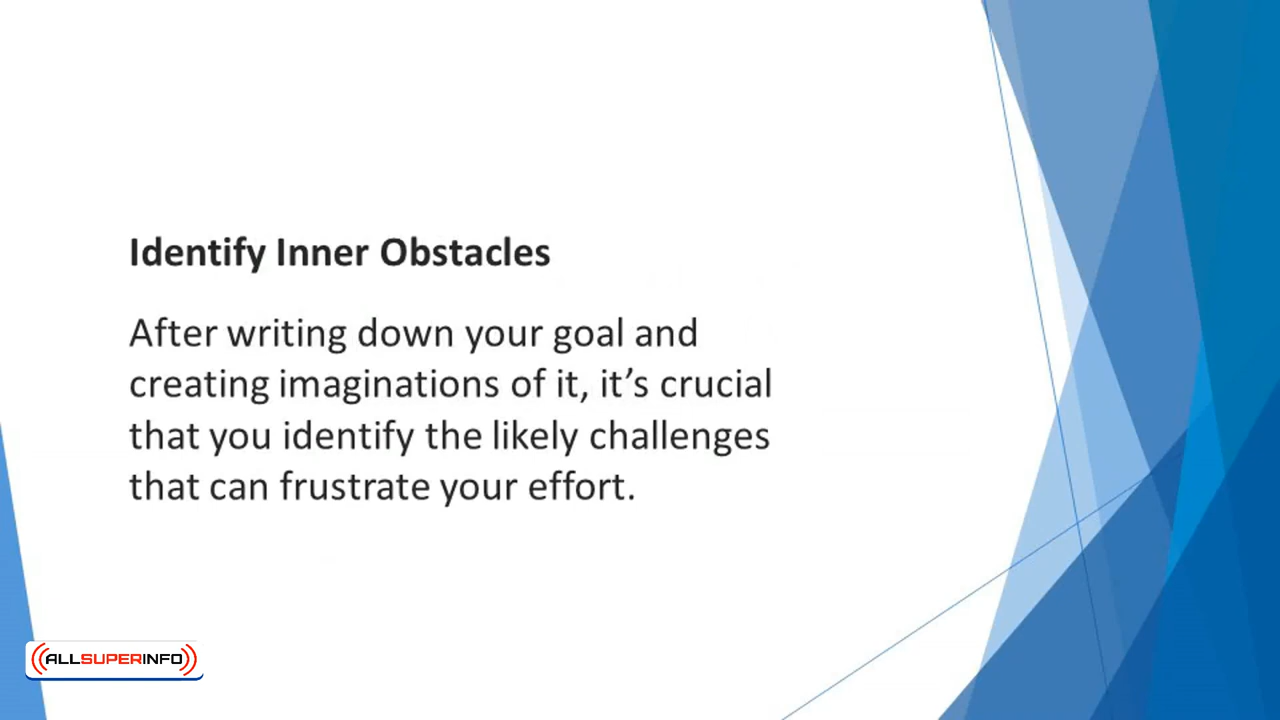 Identify Inner Obstacles
After writing down your goal and
creating imaginations of it, it’s crucial
that you identify the likely challenges
that can frustrate your effort.
ALLSUPERINFO